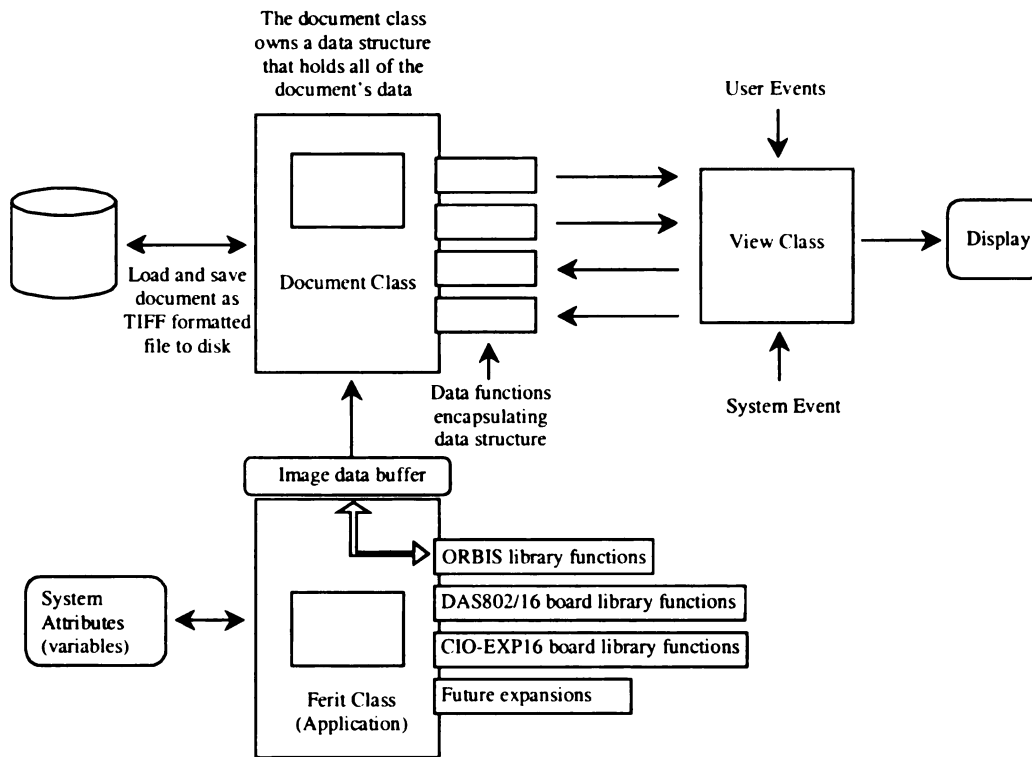 The document class
owns a data structure
that holds all of the
document's data
User Events
View Class
Display
Document Class
Load and save
document as
TIFF formatted
file to disk
Data functions
encapsulating
data structure
System Event
Image data buffer
ORBIS library functions
DAS802/16 board library functions
CIO-EXP16 board library functions
Future expansions
System
Attributes
(variables)
Ferit Class
(Application)